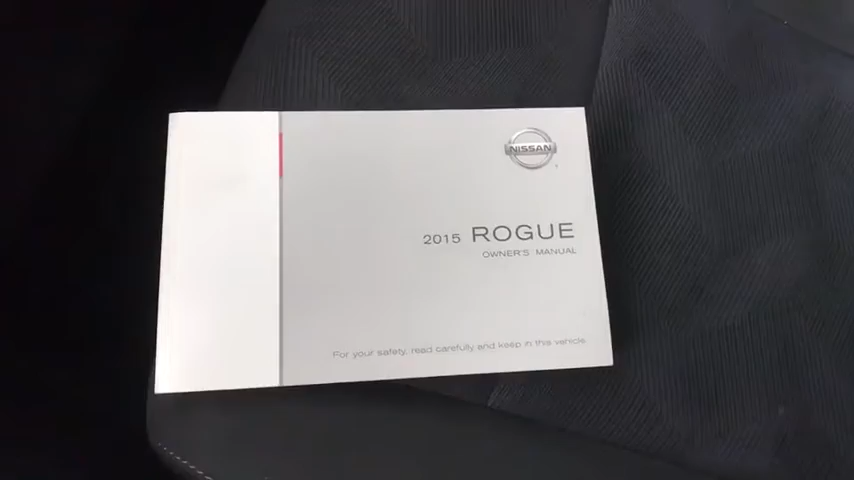 NISSAN
2015 ROGUE
OWNER'S MANUAL
For your safety, read carefully and keep in this vehicle.